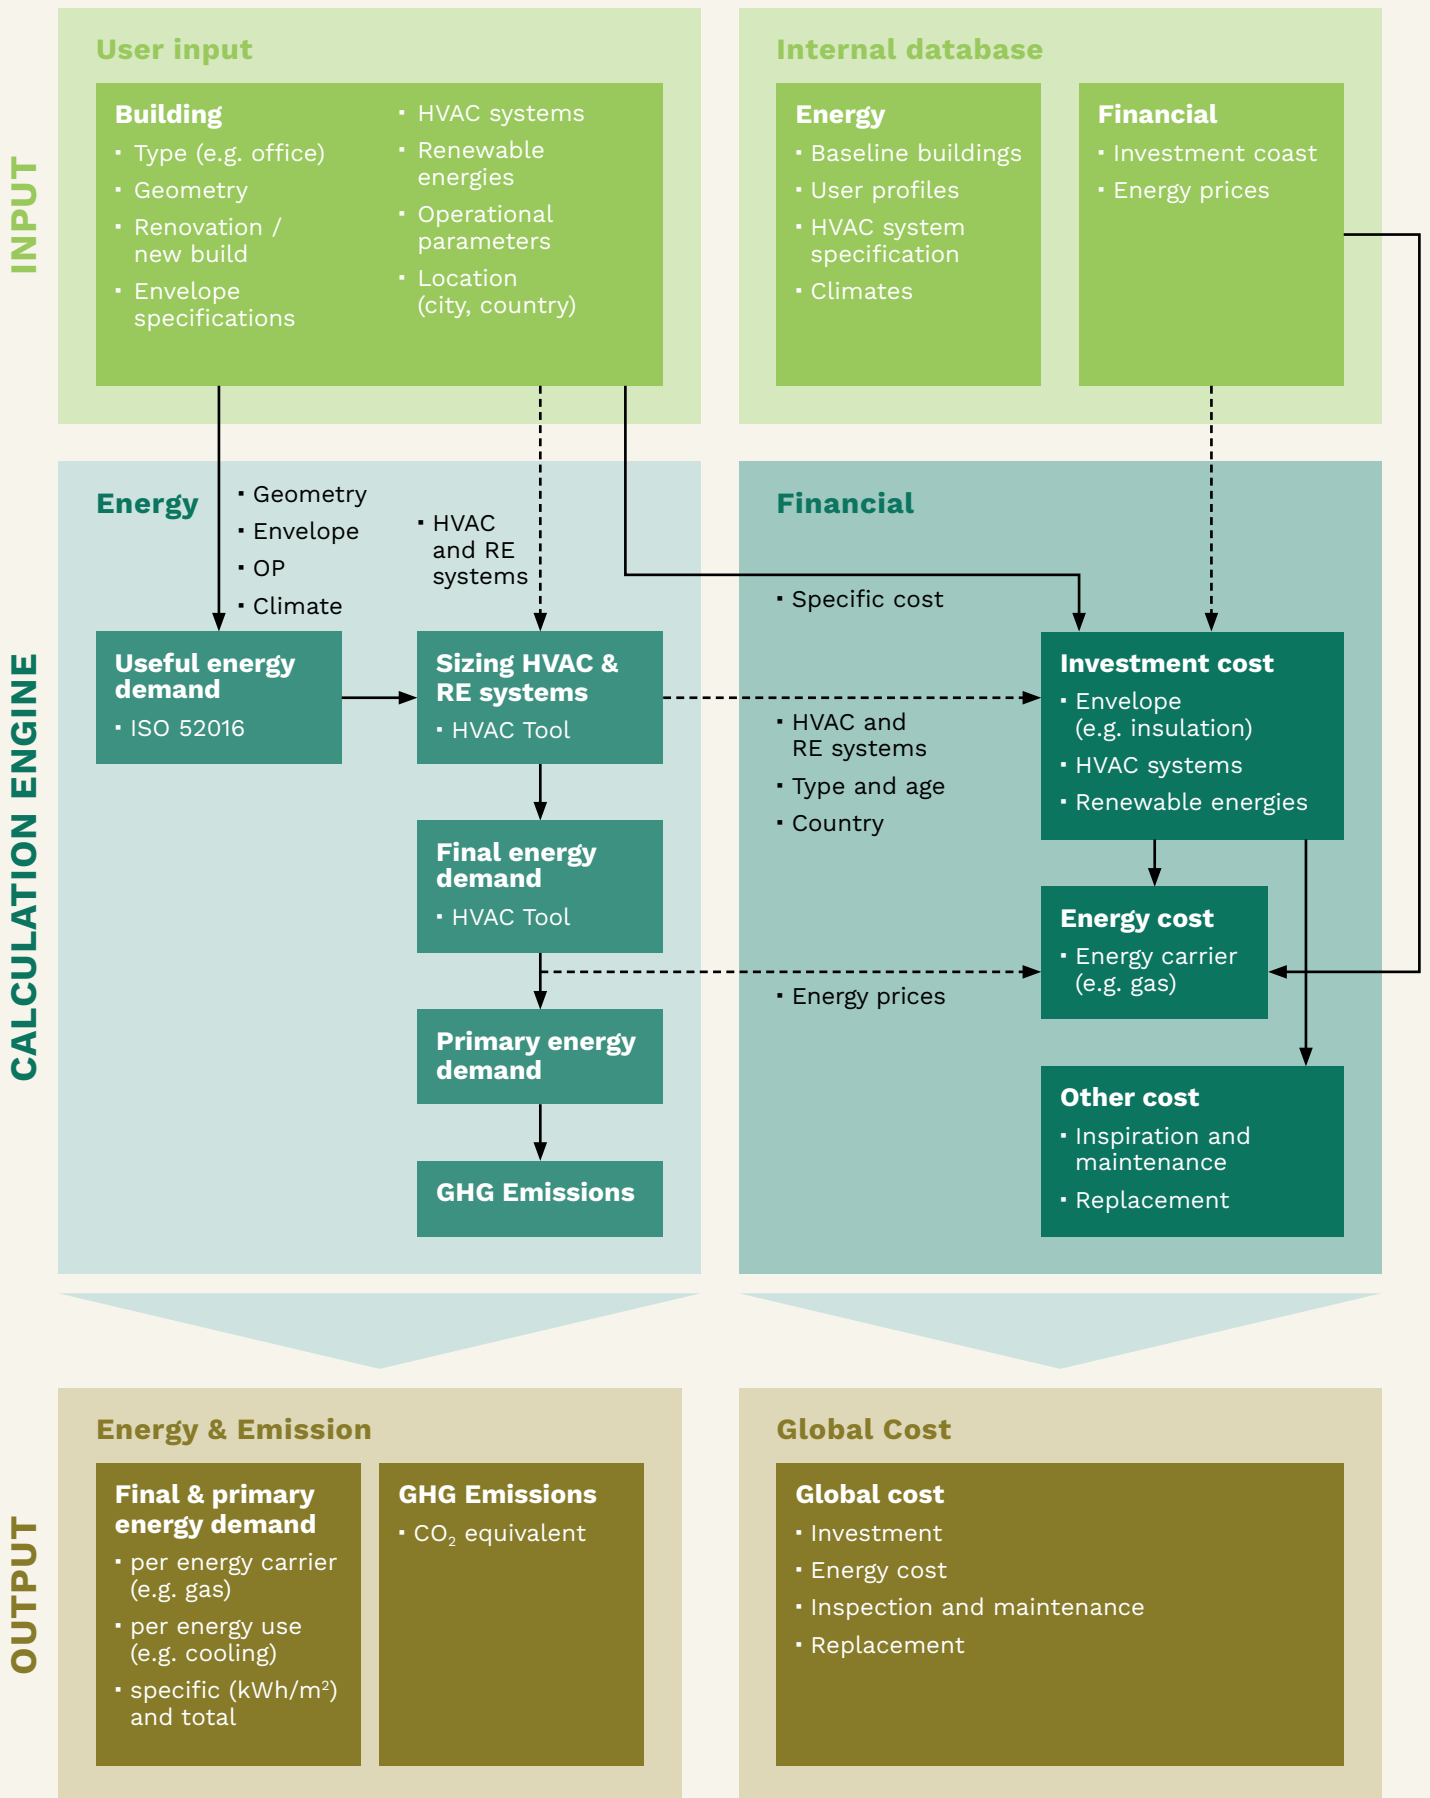 INPUT
User input
Building
▪ Type (e.g. office)
▪ Geometry
▪ Renovation /
new build
▪ Envelope
specifications
▪ HVAC systems
▪ Renewable
energies
▪ Operational
parameters
▪ Location
(city, country)
Internal database
Energy
▪ Baseline buildings
▪ User profiles
▪ HVAC system
specification
▪ Climates
Financial
▪ Investment coast
▪ Energy prices
CALCULATION ENGINE
Energy
▪ Geometry
▪ Envelope
▪ OP
▪ Climate
▪ HVAC
and RE
systems
Useful energy
demand
▪ ISO 52016
Sizing HVAC &
RE systems
▪ HVAC Tool
Final energy
demand
▪ HVAC Tool
Primary energy
demand
GHG Emissions
Financial
▪ Specific cost
▪ HVAC and
RE systems
▪ Type and age
▪ Country
▪ Energy prices
Investment cost
▪ Envelope
(e.g. insulation)
▪ HVAC systems
▪ Renewable energies
Energy cost
▪ Energy carrier
(e.g. gas)
Other cost
▪ Inspiration and
maintenance
▪ Replacement
OUTPUT
Energy & Emission
Final & primary
energy demand
▪ per energy carrier
(e.g. gas)
▪ per energy use
(e.g. cooling)
▪ specific (kWh/m²)
and total
GHG Emissions
▪ CO₂ equivalent
Global Cost
Global cost
▪ Investment
▪ Energy cost
▪ Inspection and maintenance
▪ Replacement